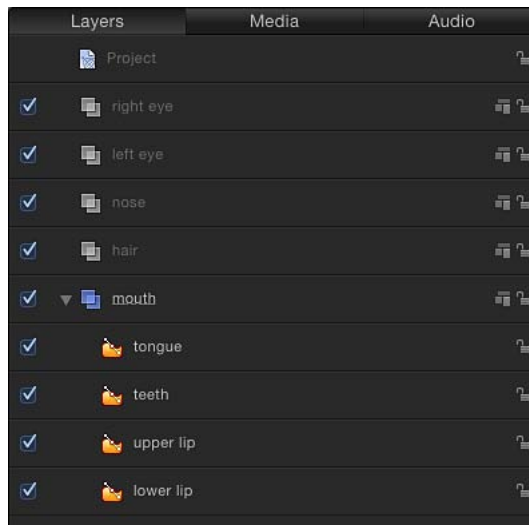 Layers Media Audio
Project
right eye
left eye
nose
hair
mouth
tongue
teeth
upper lip
lower lip